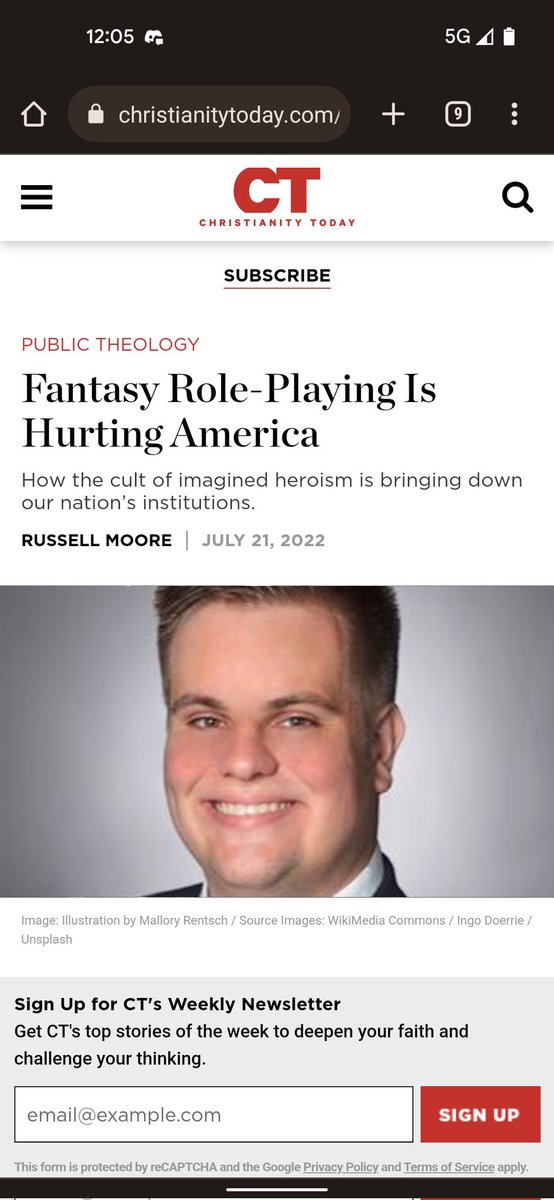 12:05
5G
christianitytoday.com/
9
CT
CHRISTIANITY TODAY
SUBSCRIBE
PUBLIC THEOLOGY
Fantasy Role-Playing Is
Hurting America
How the cult of imagined heroism is bringing down
our nation’s institutions.
RUSSELL MOORE | JULY 21, 2022
Image: Illustration by Mallory Rentsch / Source Images: WikiMedia Commons / Ingo Doerrie /
Unsplash
Sign Up for CT's Weekly Newsletter
Get CT's top stories of the week to deepen your faith and
challenge your thinking.
email@example.com
SIGN UP
This form is protected by reCAPTCHA and the Google Privacy Policy and Terms of Service apply.